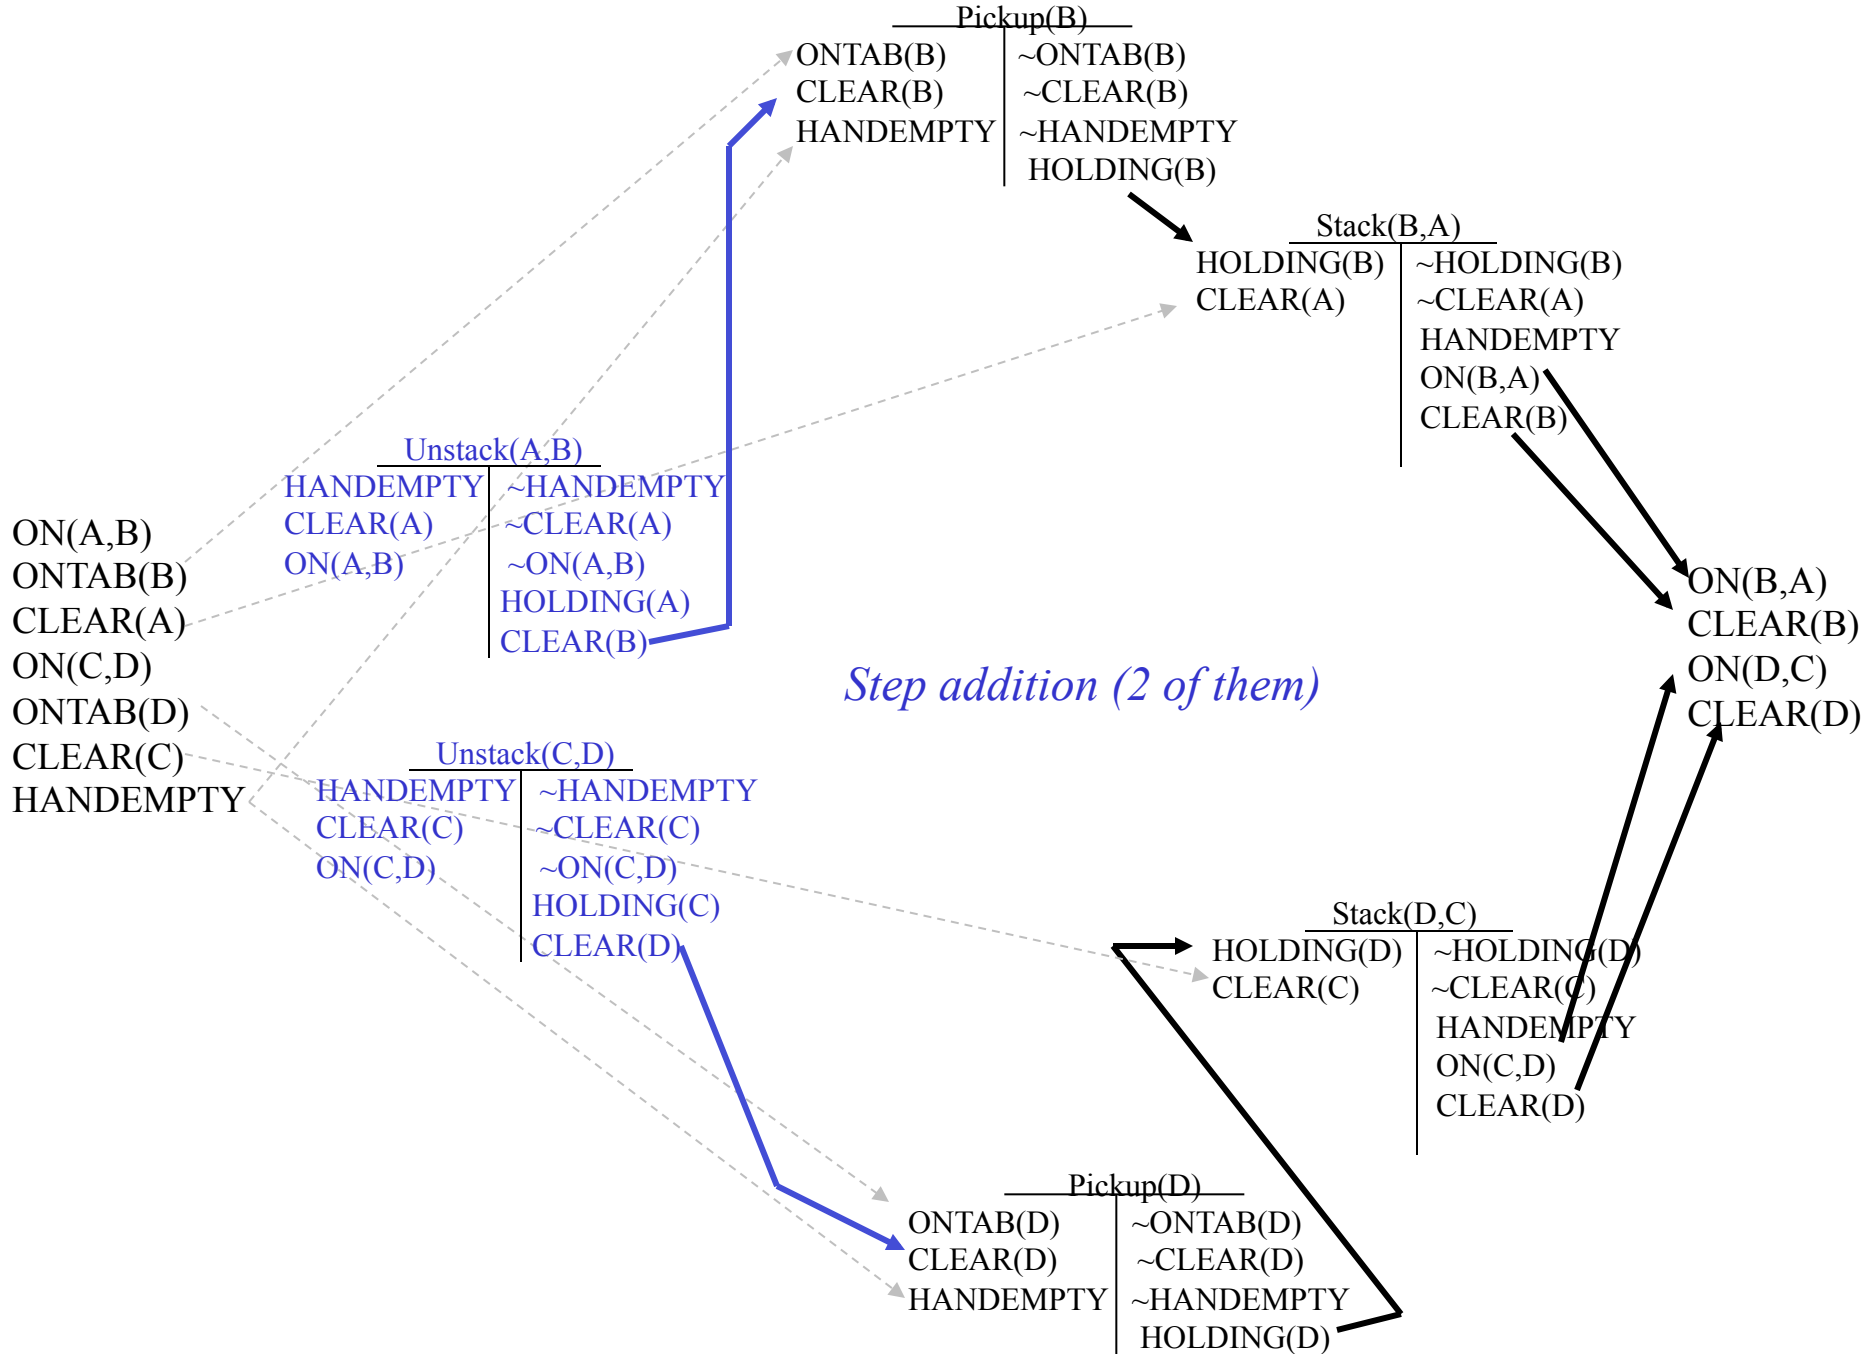 Pickup(B)
ONTAB(B) ~ONTAB(B)
CLEAR(B) ~CLEAR(B)
HANDEMPTY ~HANDEMPTY
HOLDING(B)
Stack(B,A)
HOLDING(B) ~HOLDING(B)
CLEAR(A) ~CLEAR(A)
HANDEMPTY
ON(B,A)
CLEAR(B)
Unstack(A,B)
HANDEMPTY ~HANDEMPTY
CLEAR(A) ~CLEAR(A)
ON(A,B) ~ON(A,B)
HOLDING(A)
CLEAR(B)
ON(A,B)
ONTAB(B)
CLEAR(A)
ON(C,D)
ONTAB(D)
CLEAR(C)
HANDEMPTY
ON(B,A)
CLEAR(B)
ON(D,C)
CLEAR(D)
Step addition (2 of them)
Unstack(C,D)
HANDEMPTY ~HANDEMPTY
CLEAR(C) ~CLEAR(C)
ON(C,D) ~ON(C,D)
HOLDING(C)
CLEAR(D)
Stack(D,C)
HOLDING(D) ~HOLDING(D)
CLEAR(C) ~CLEAR(C)
HANDEMPTY
ON(C,D)
CLEAR(D)
Pickup(D)
ONTAB(D) ~ONTAB(D)
CLEAR(D) ~CLEAR(D)
HANDEMPTY ~HANDEMPTY
HOLDING(D)